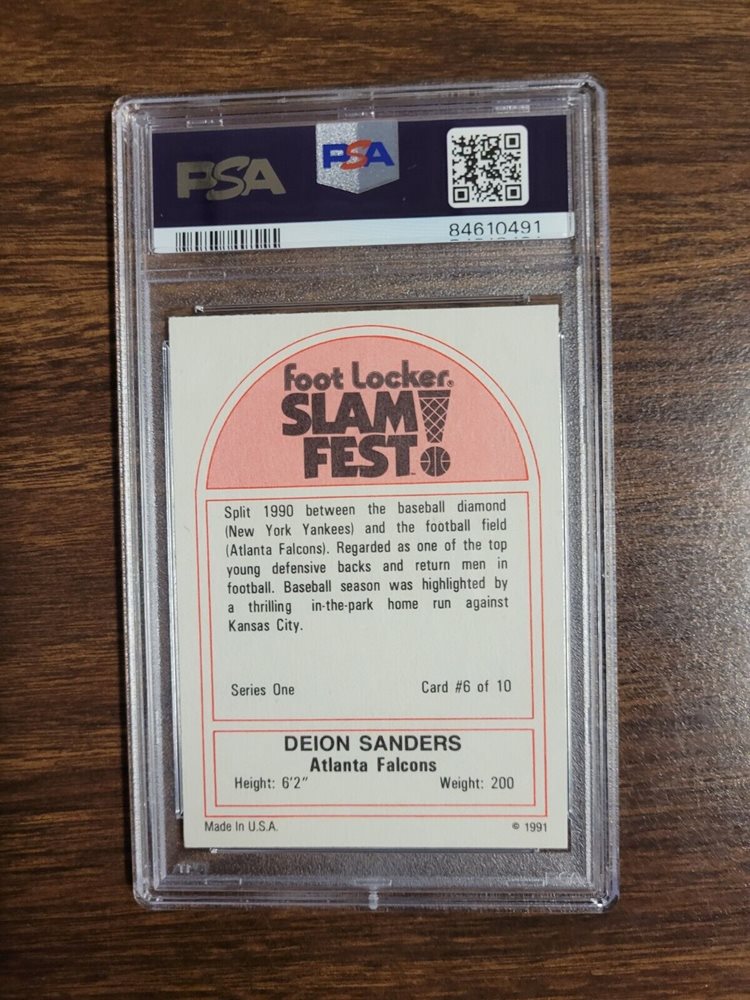 PSA
PSA
84610491
foot Locker®
SLAM
FEST!™
Split 1990 between the baseball diamond
(New York Yankees) and the football field
(Atlanta Falcons). Regarded as one of the top
young defensive backs and return men in
football. Baseball season was highlighted by
a thrilling in-the-park home run against
Kansas City.
Series One Card #6 of 10
DEION SANDERS
Atlanta Falcons
Height: 6'2" Weight: 200
Made In U.S.A. © 1991